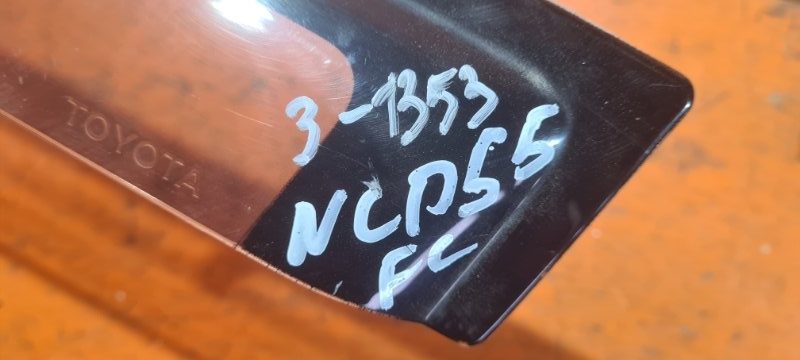 3-1353
TOYOTA
NCP55
FL